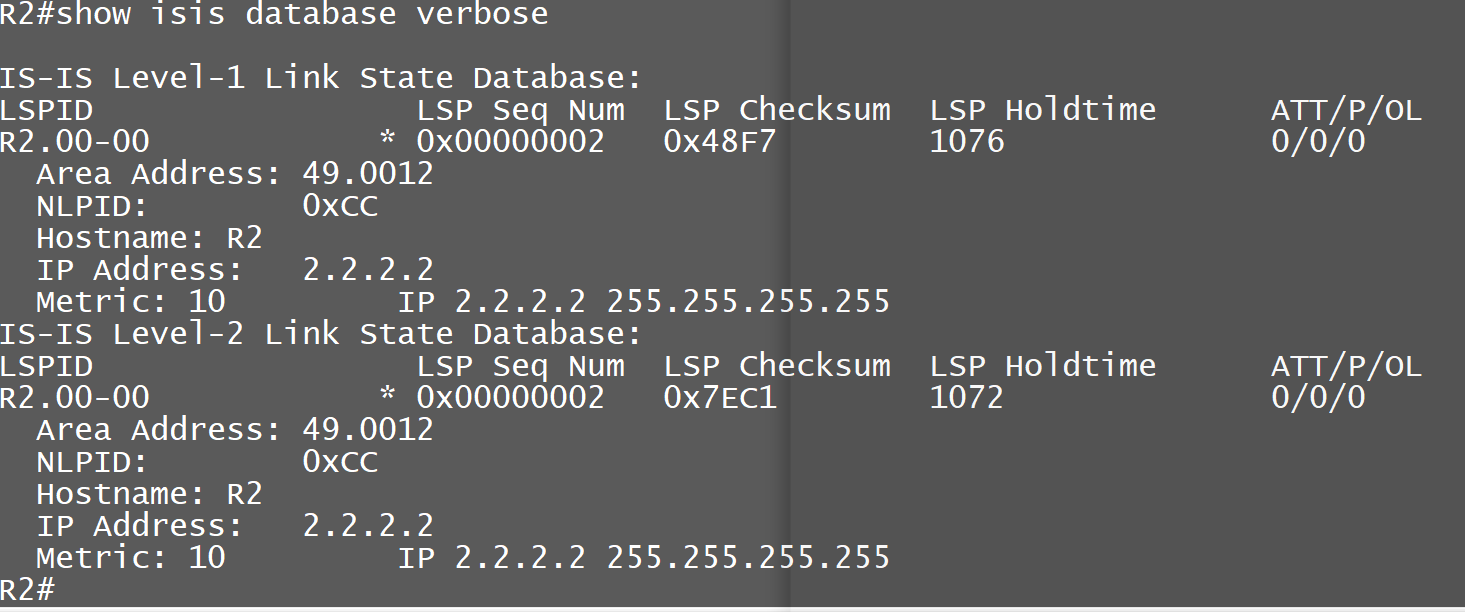 R2#show isis database verbose
IS-IS Level-1 Link State Database:
LSPID LSP Seq Num LSP Checksum LSP Holdtime ATT/P/OL
R2.00-00 * 0x00000002 0x48F7 1076 0/0/0
Area Address: 49.0012
NLPID: 0xCC
Hostname: R2
IP Address: 2.2.2.2
Metric: 10 IP 2.2.2.2 255.255.255.255
IS-IS Level-2 Link State Database:
LSPID LSP Seq Num LSP Checksum LSP Holdtime ATT/P/OL
R2.00-00 * 0x00000002 0x7EC1 1072 0/0/0
Area Address: 49.0012
NLPID: 0xCC
Hostname: R2
IP Address: 2.2.2.2
Metric: 10 IP 2.2.2.2 255.255.255.255
R2#